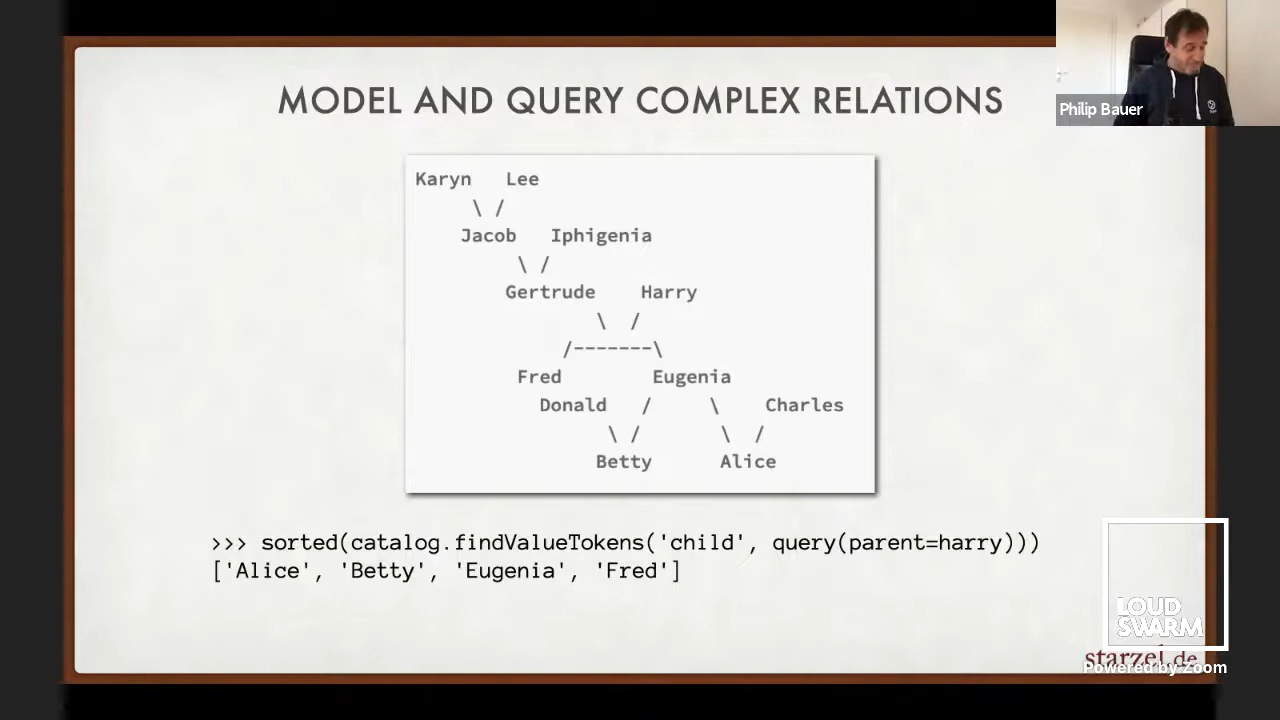 MODEL AND QUERY COMPLEX RELATIONS
Philip Bauer
Karyn   Lee
\ /
Jacob   Iphigenia
\ /
Gertrude    Harry
\  /
/-------\
Fred        Eugenia
Donald   /     \    Charles
\ /       \  /
Betty      Alice
>>> sorted(catalog.findValueTokens('child', query(parent=harry)))
['Alice', 'Betty', 'Eugenia', 'Fred']
LOUD
SWARM
starzel.de
Powered by Zoom